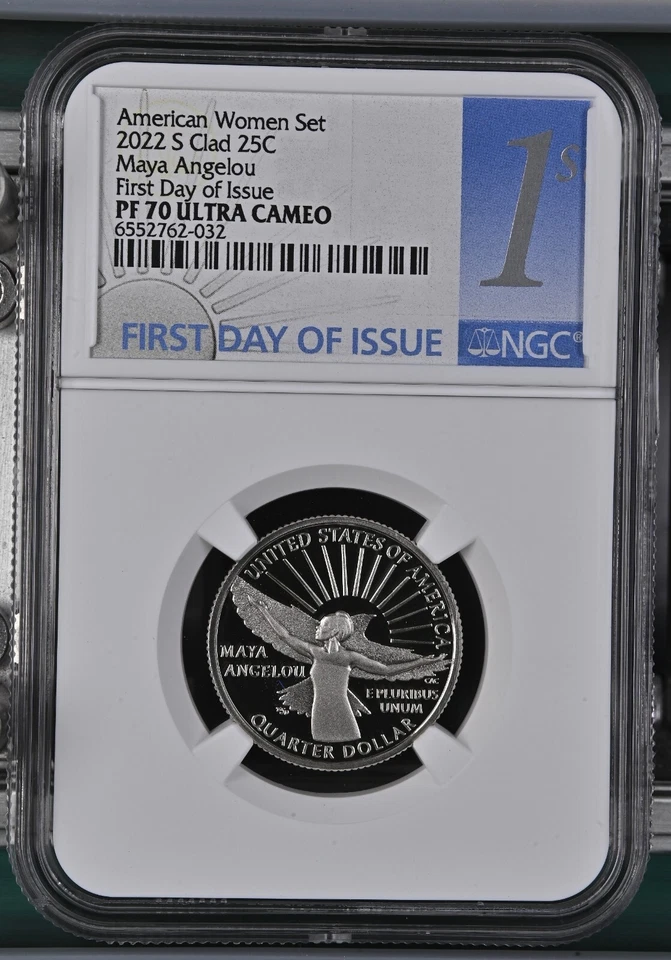 American Women Set
2022 S Clad 25C
Maya Angelou
First Day of Issue
PF 70 ULTRA CAMEO
6552762-032
1st
FIRST DAY OF ISSUE
NGC®
UNITED STATES OF AMERICA
MAYA
ANGELOU
E PLURIBUS
UNUM
QUARTER DOLLAR